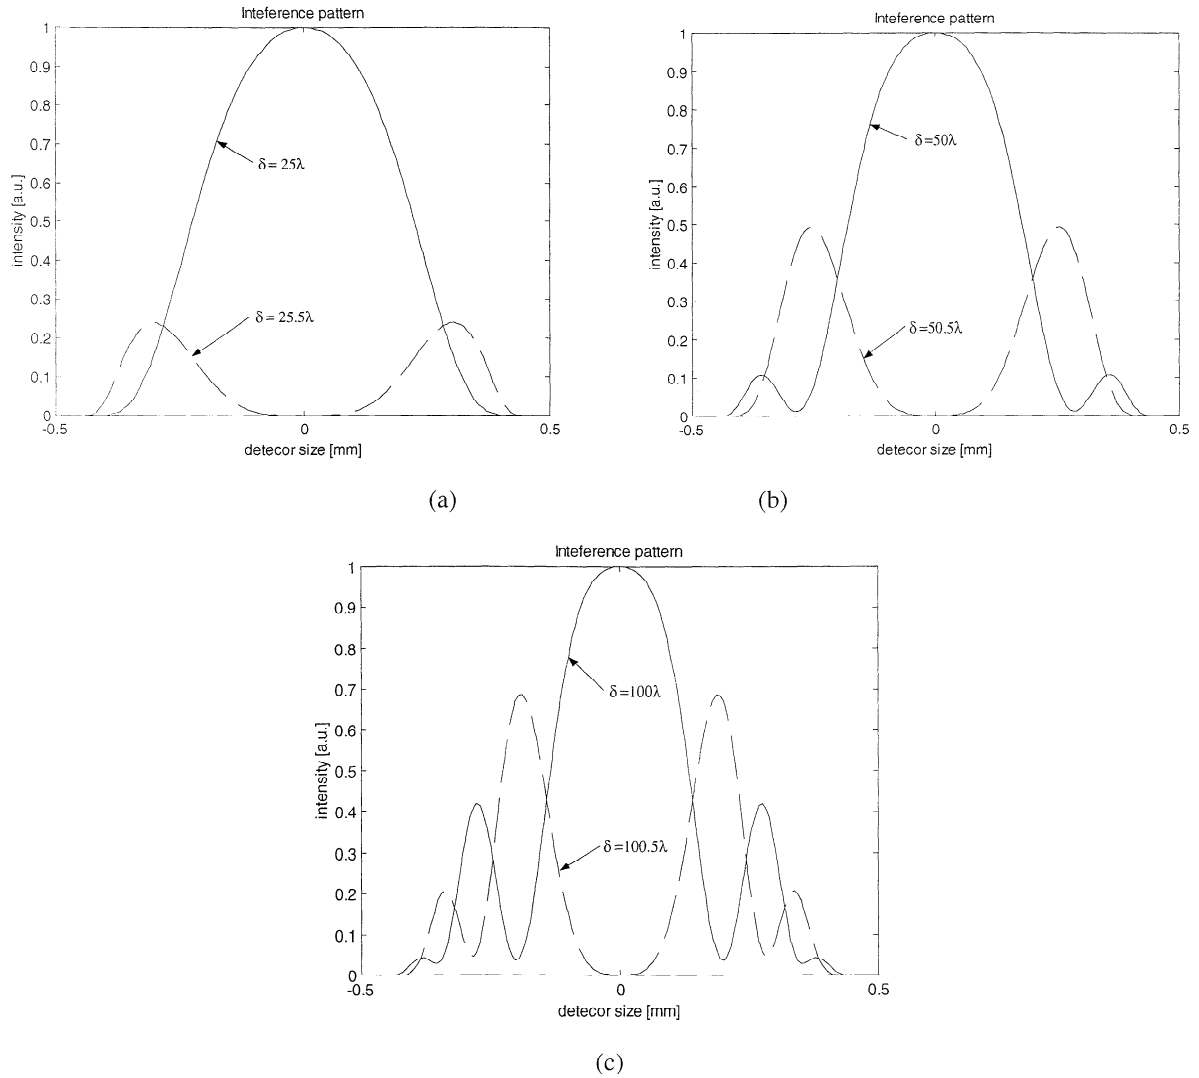 Inteference pattern
1
0.9
0.8
0.7
0.6
0.5
0.4
0.3
0.2
0.1
0
intensity [a.u.]
δ = 25λ
δ = 25.5λ
-0.5
0
0.5
detecor size [mm]
(a)
Inteference pattern
1
0.9
0.8
0.7
0.6
0.5
0.4
0.3
0.2
0.1
0
intensity [a.u.]
δ=50λ
δ=50.5λ
-0.5
0
0.5
detecor size [mm]
(b)
Inteference pattern
1
0.9
0.8
0.7
0.6
0.5
0.4
0.3
0.2
0.1
0
intensity [a.u.]
δ=100λ
δ=100.5λ
-0.5
0
0.5
detecor size [mm]
(c)